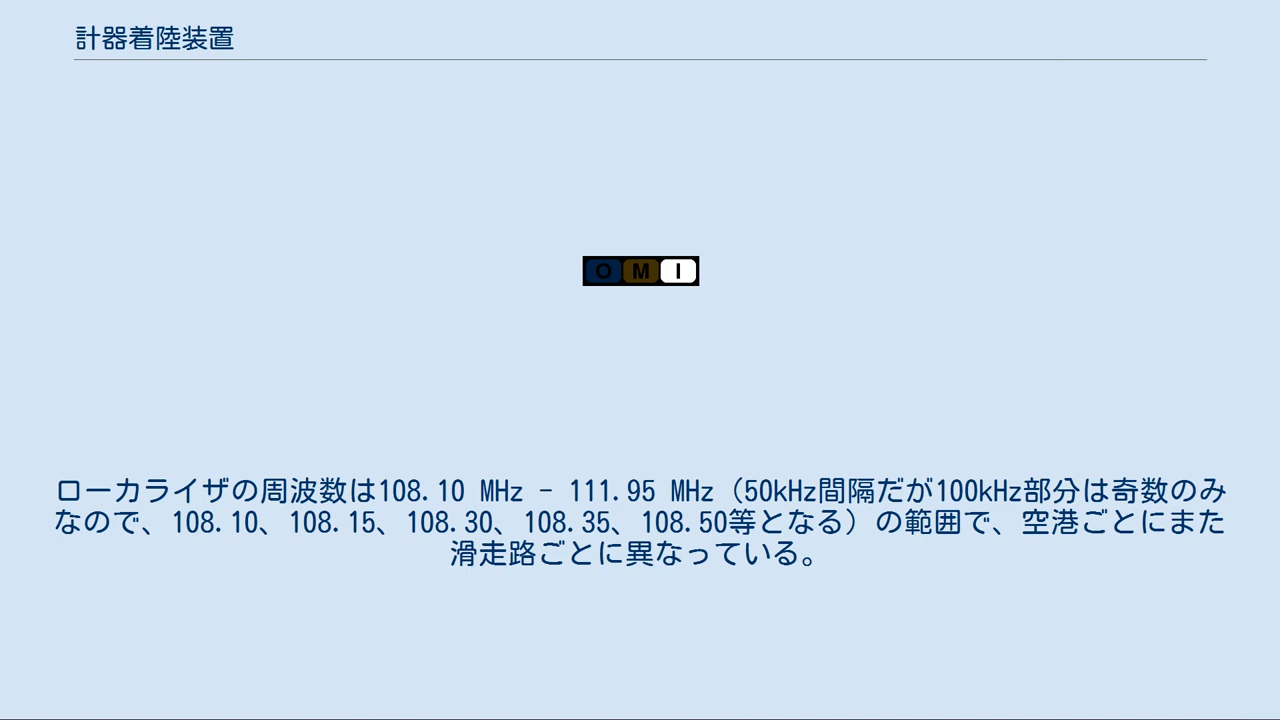 計器着陸装置
O M I
ローカライザの周波数は108.10 MHz - 111.95 MHz（50kHz間隔だが100kHz部分は奇数のみ
なので、108.10、108.15、108.30、108.35、108.50等となる）の範囲で、空港ごとにまた
滑走路ごとに異なっている。